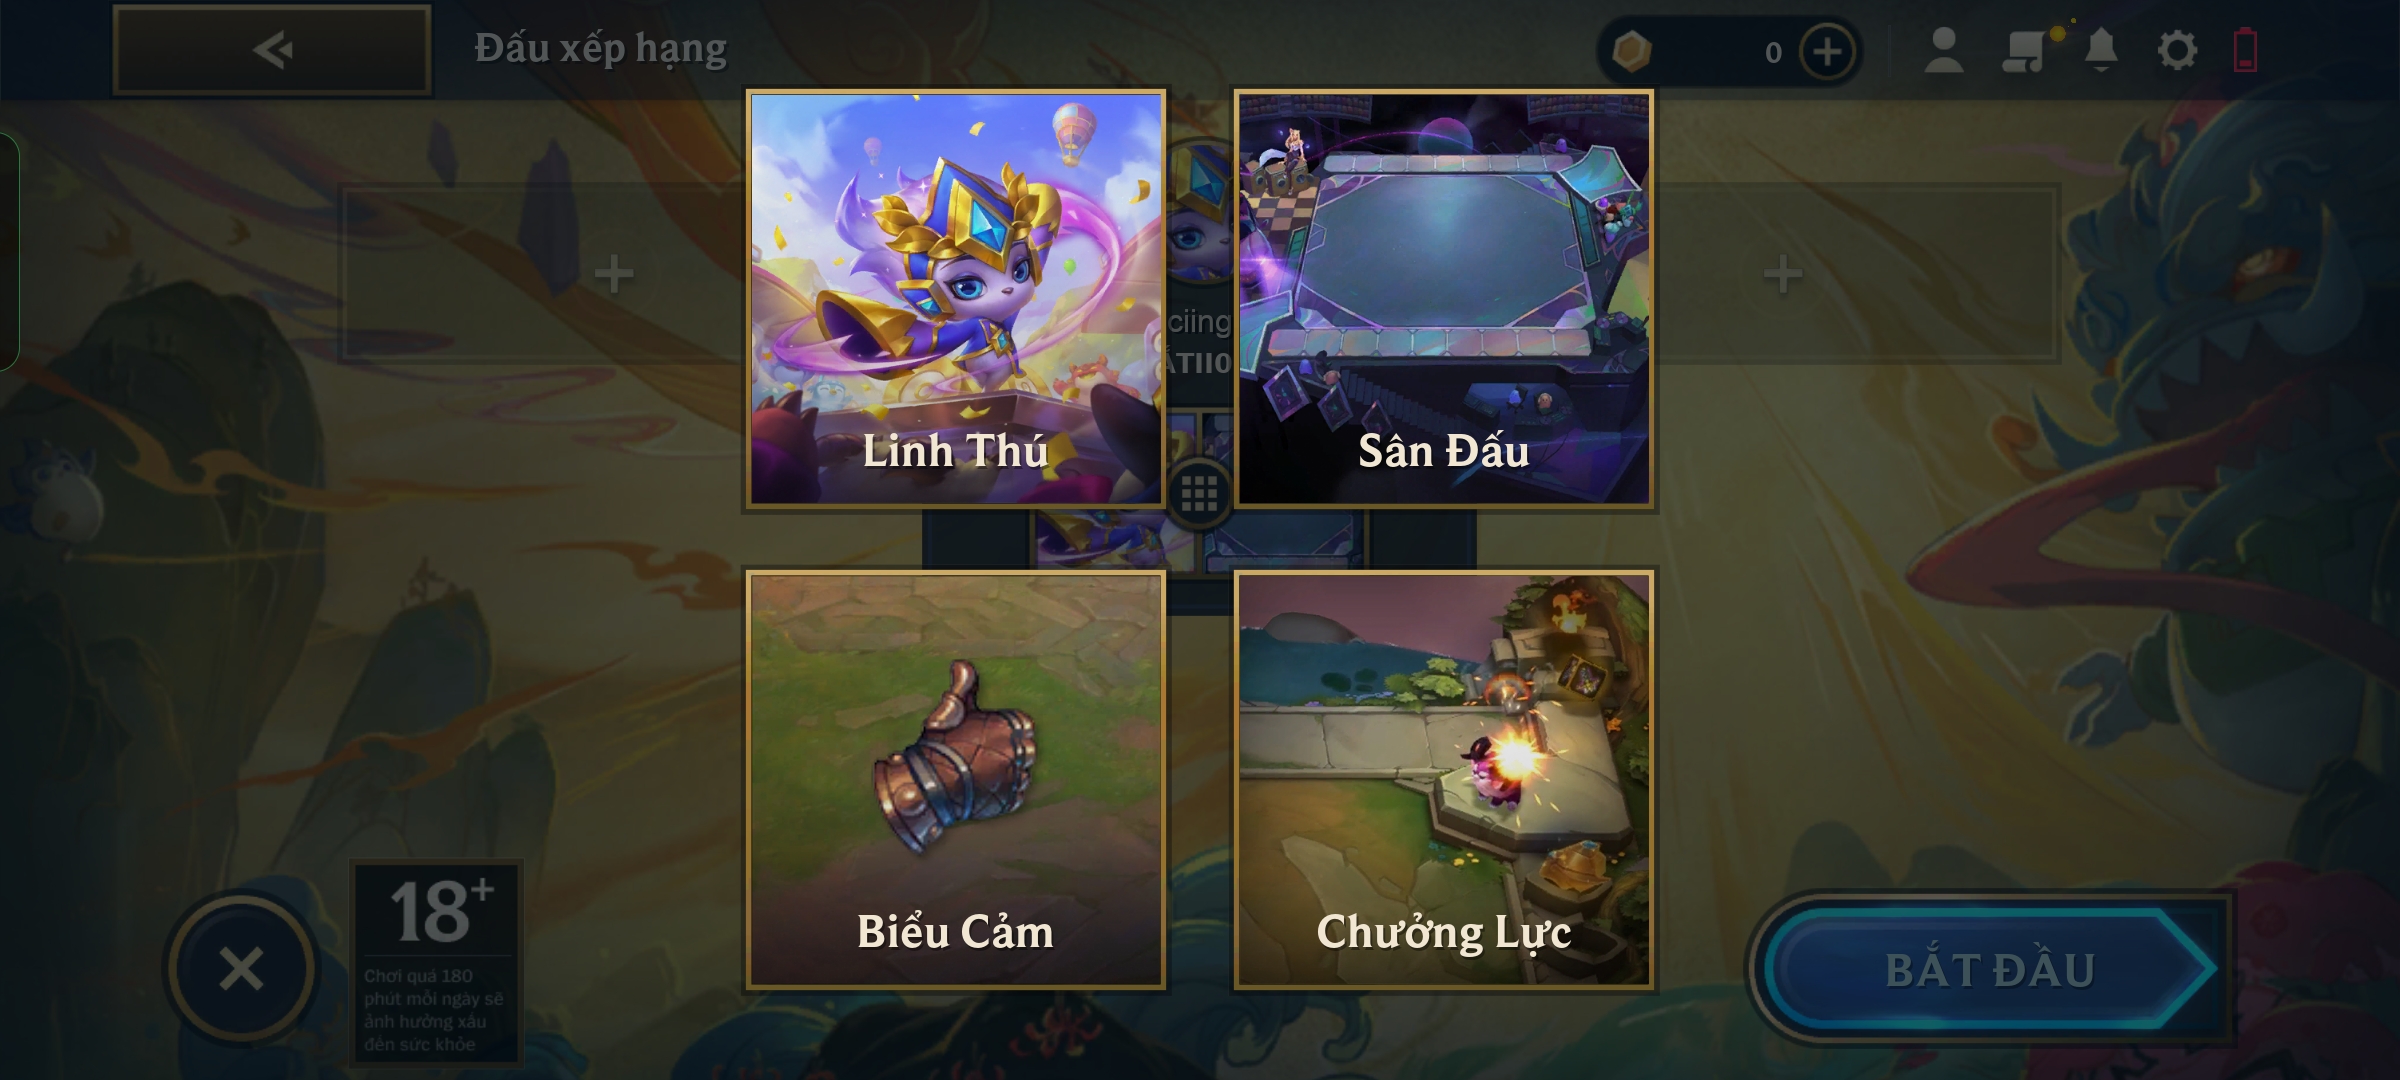 Đấu xếp hạng
0
ciing
Linh Thú
Sân Đấu
Biểu Cảm
Chưởng Lực
18+
Chơi quá 180
phút mỗi ngày sẽ
ảnh hưởng xấu
đến sức khỏe
BẮT ĐẦU